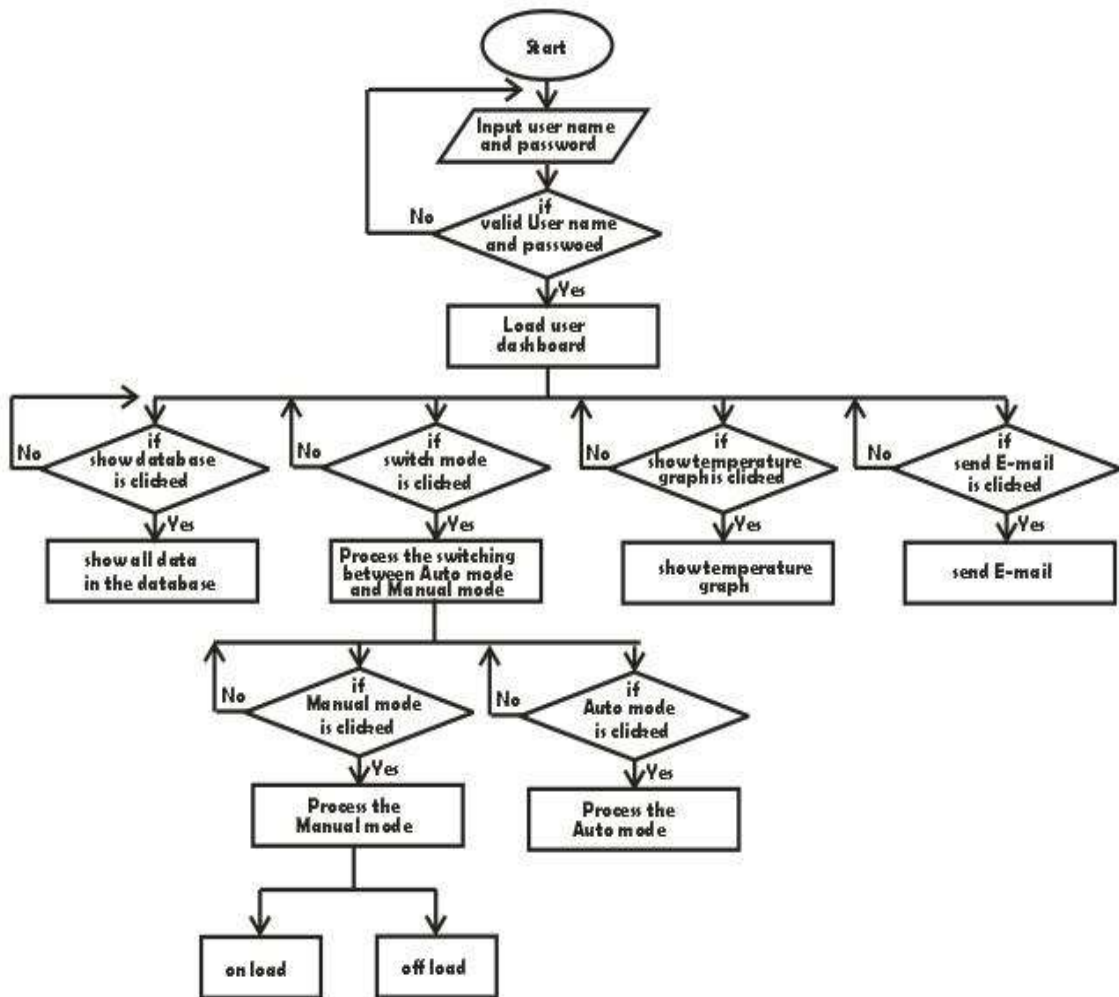 Start
Input user name
and password
if
valid User name
and passwoed
No
Yes
Load user
dashboard
No
if
show database
is clicked
No
if
switch mode
is clicked
No
if
show temperature
graph is clicked
No
if
send E-mail
is clicked
Yes
Yes
Yes
Yes
show all data
in the database
Process the switching
between Auto mode
and Manual mode
show temperature
graph
send E-mail
No
if
Manual mode
is clicked
No
if
Auto mode
is clicked
Yes
Yes
Process the
Manual mode
Process the
Auto mode
on load
off load